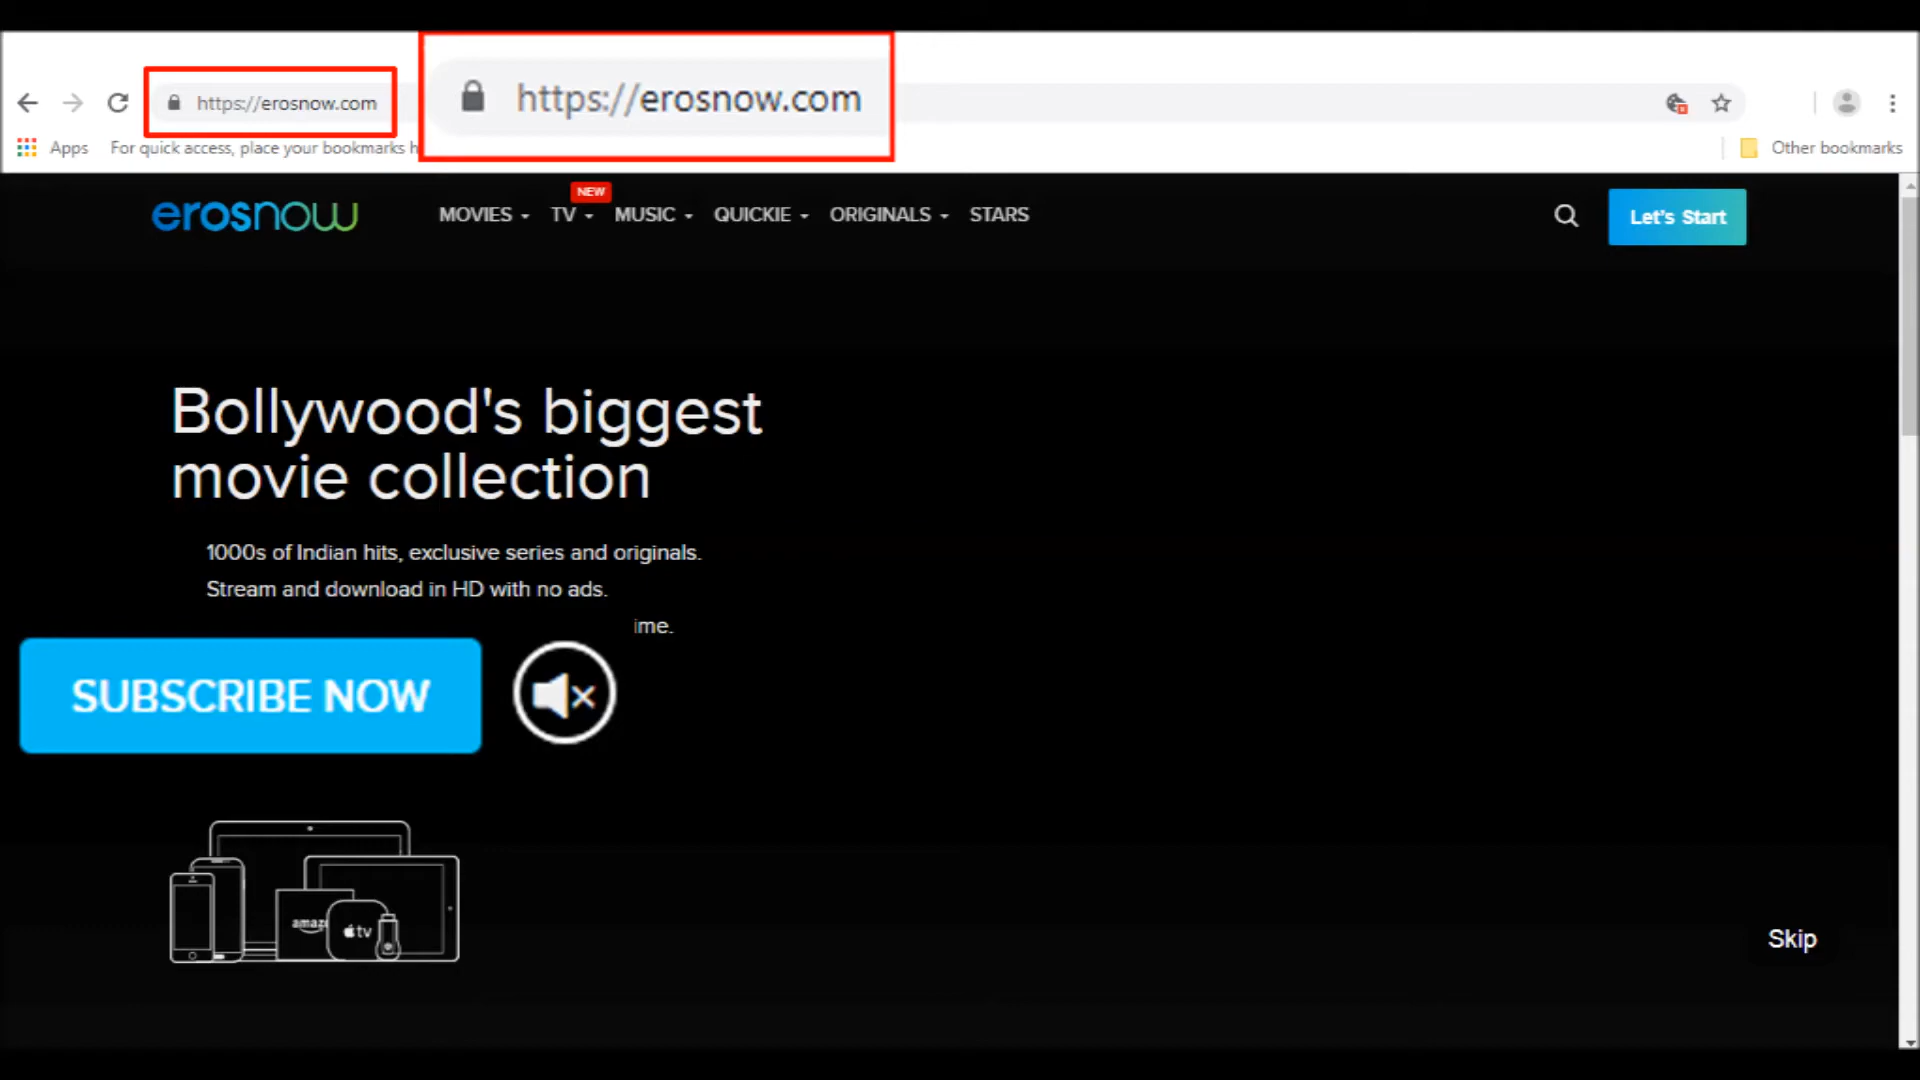 https://erosnow.com
https://erosnow.com
Apps For quick access, place your bookmarks h
Other bookmarks
erosnow
MOVIES TV NEW MUSIC QUICKIE ORIGINALS STARS
Let's Start
Bollywood's biggest
movie collection
1000s of Indian hits, exclusive series and originals.
Stream and download in HD with no ads.
ime.
SUBSCRIBE NOW
amaz
tv
Skip